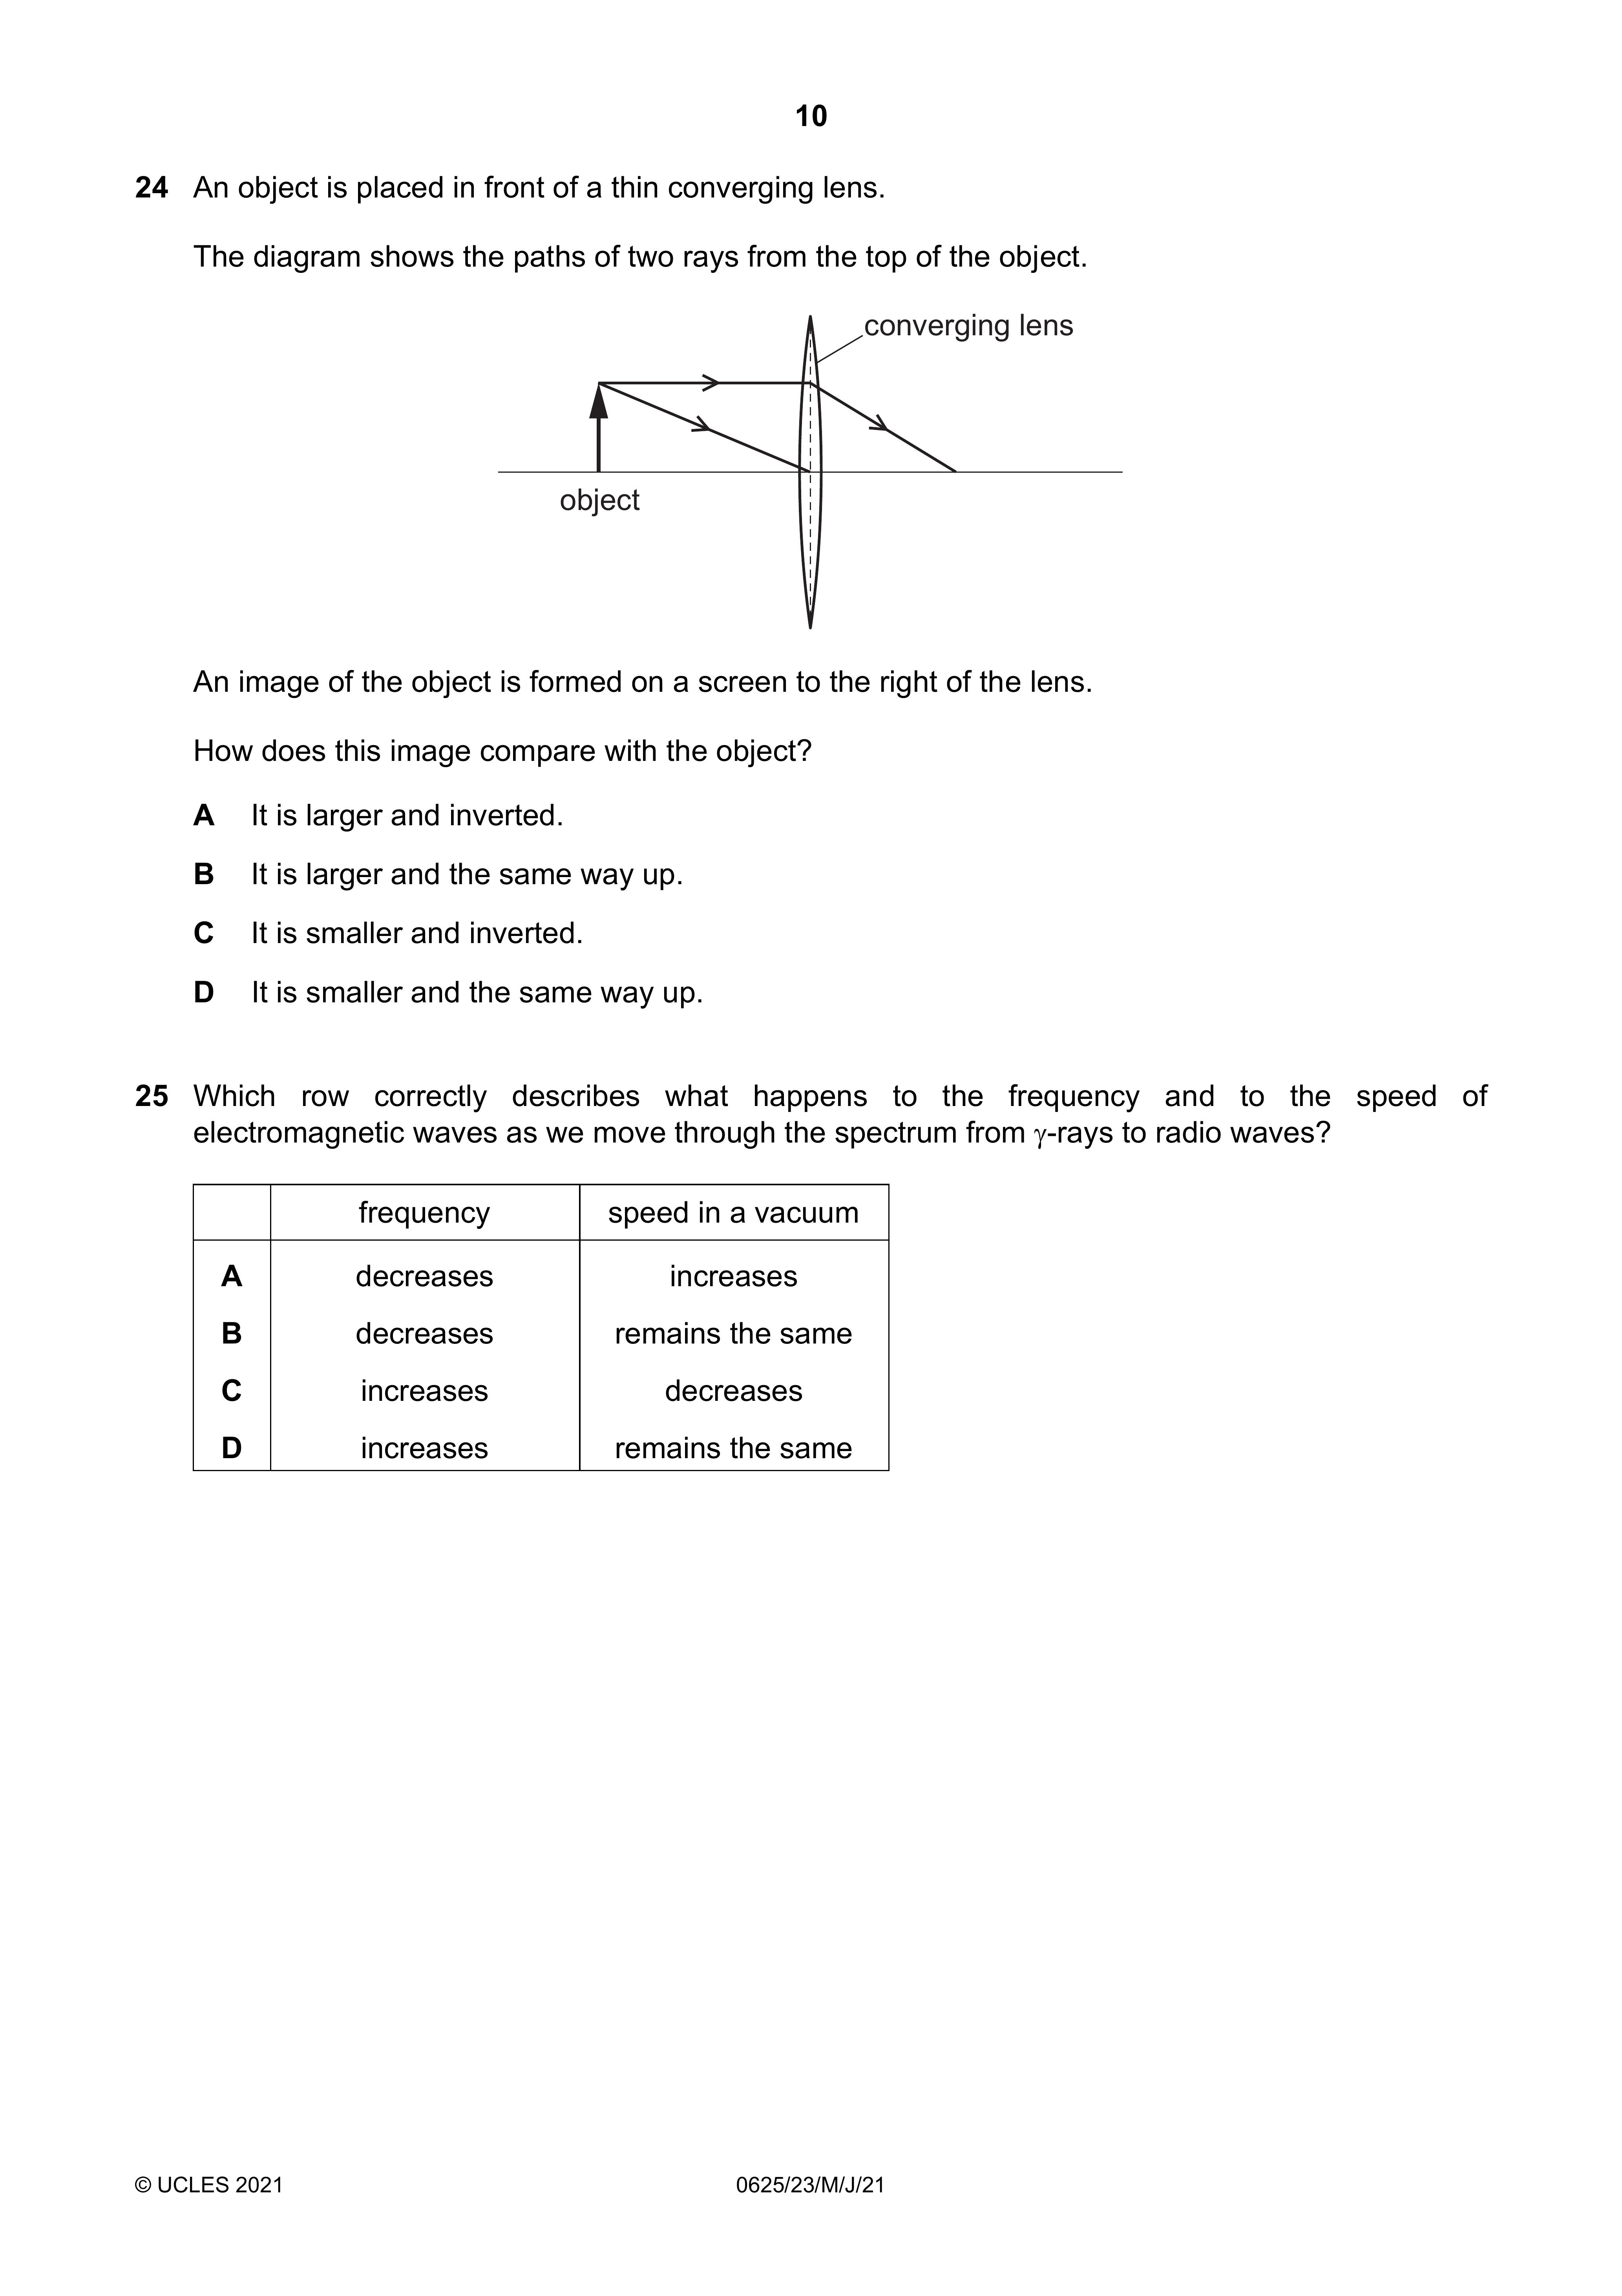 10
24 An object is placed in front of a thin converging lens.
The diagram shows the paths of two rays from the top of the object.
converging lens
object
An image of the object is formed on a screen to the right of the lens.
How does this image compare with the object?
A It is larger and inverted.
B It is larger and the same way up.
C It is smaller and inverted.
D It is smaller and the same way up.
25 Which row correctly describes what happens to the frequency and to the speed of
electromagnetic waves as we move through the spectrum from γ-rays to radio waves?
frequency speed in a vacuum
A decreases increases
B decreases remains the same
C increases decreases
D increases remains the same
© UCLES 2021 0625/23/M/J/21